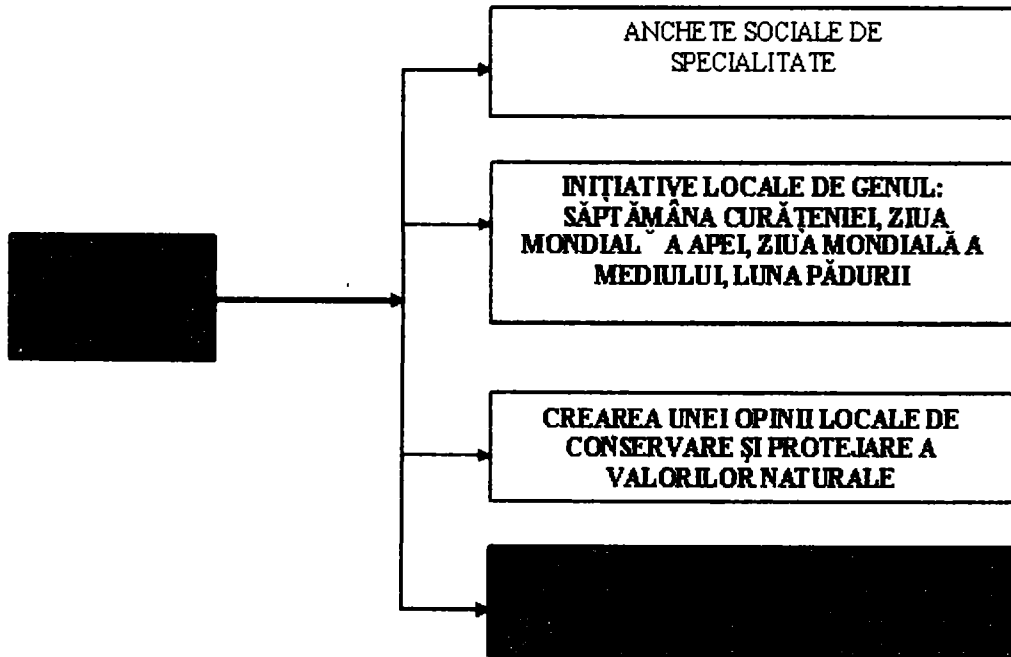 ANCHETE SOCIALE DE
SPECIALITATE
INIȚIATIVE LOCALE DE GENUL:
SĂPTĂMÂNA CURĂȚENIEI, ZIUA
MONDIAL˘ A APEI, ZIUA MONDIALĂ A
MEDIULUI, LUNA PĂDURII
CREAREA UNEI OPINII LOCALE DE
CONSERVARE ŞI PROTEJARE A
VALORILOR NATURALE